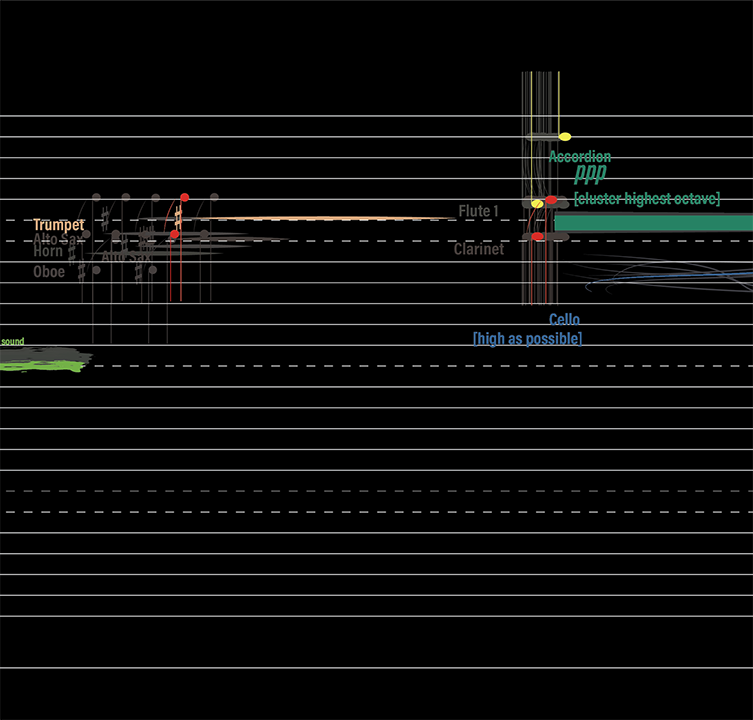 Accordion
ppp
[cluster highest octave]
Flute 1
Trumpet
Alto Sax
Horn
Alto Sax
Clarinet
Oboe
Cello
[high as possible]
sound